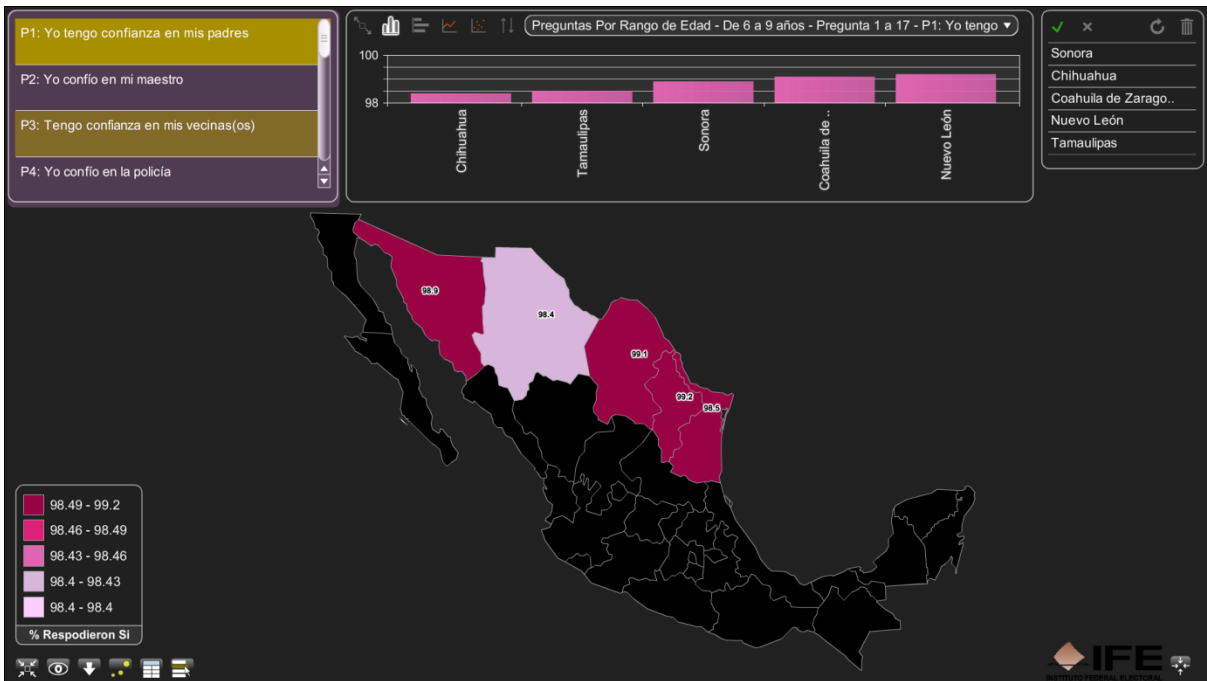 P1: Yo tengo confianza en mis padres
P2: Yo confío en mi maestro
P3: Tengo confianza en mis vecinas(os)
P4: Yo confío en la policía
Preguntas Por Rango de Edad - De 6 a 9 años - Pregunta 1 a 17 - P1: Yo tengo
100
98
Chihuahua
Tamaulipas
Sonora
Coahuila de ..
Nuevo León
Sonora
Chihuahua
Coahuila de Zarago..
Nuevo León
Tamaulipas
98.9
98.4
99.1
99.2
98.5
98.49 - 99.2
98.46 - 98.49
98.43 - 98.46
98.4 - 98.43
98.4 - 98.4
% Respodieron Si
IFE
INSTITUTO FEDERAL ELECTORAL